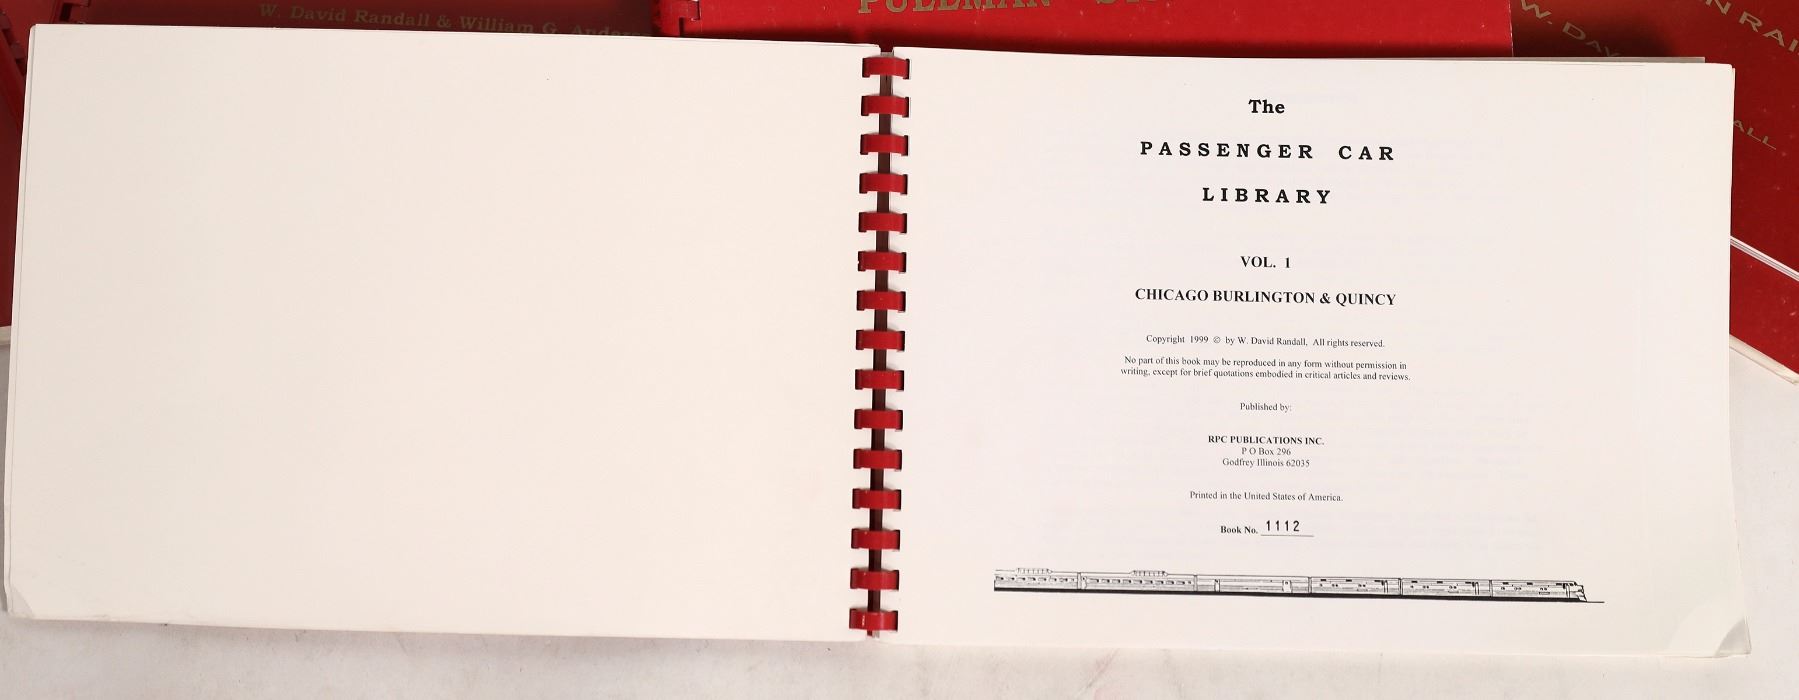 W. David Randall & William G.
PULLMAN
W. DAV
The
PASSENGER CAR
LIBRARY
VOL. 1
CHICAGO BURLINGTON & QUINCY
Copyright 1999 © by W. David Randall, All rights reserved.
No part of this book may be reproduced in any form without permission in
writing, except for brief quotations embodied in critical articles and reviews.
Published by:
RPC PUBLICATIONS INC.
P O Box 296
Godfrey Illinois 62035
Printed in the United States of America.
Book No. 1112